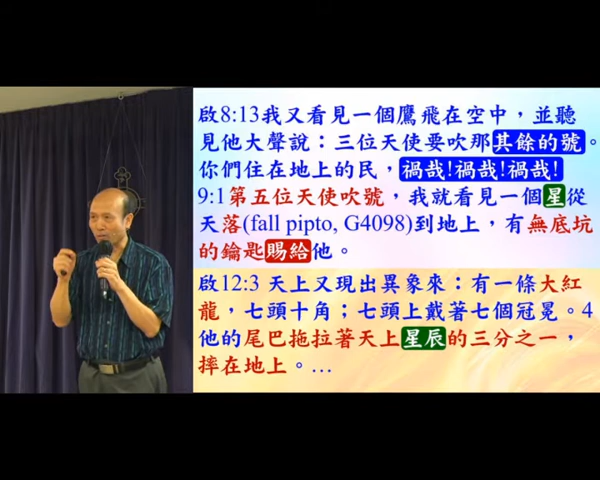 啟8:13我又看見一個鷹飛在空中，並聽
見他大聲說：三位天使要吹那其餘的號。
你們住在地上的民，禍哉!禍哉!禍哉!
9:1第五位天使吹號，我就看見一個星從
天落(fall pipto, G4098)到地上，有無底坑
的鑰匙賜給他。
啟12:3 天上又現出異象來：有一條大紅
龍，七頭十角；七頭上戴著七個冠冕。4
他的尾巴拖拉著天上星辰的三分之一，
摔在地上。…